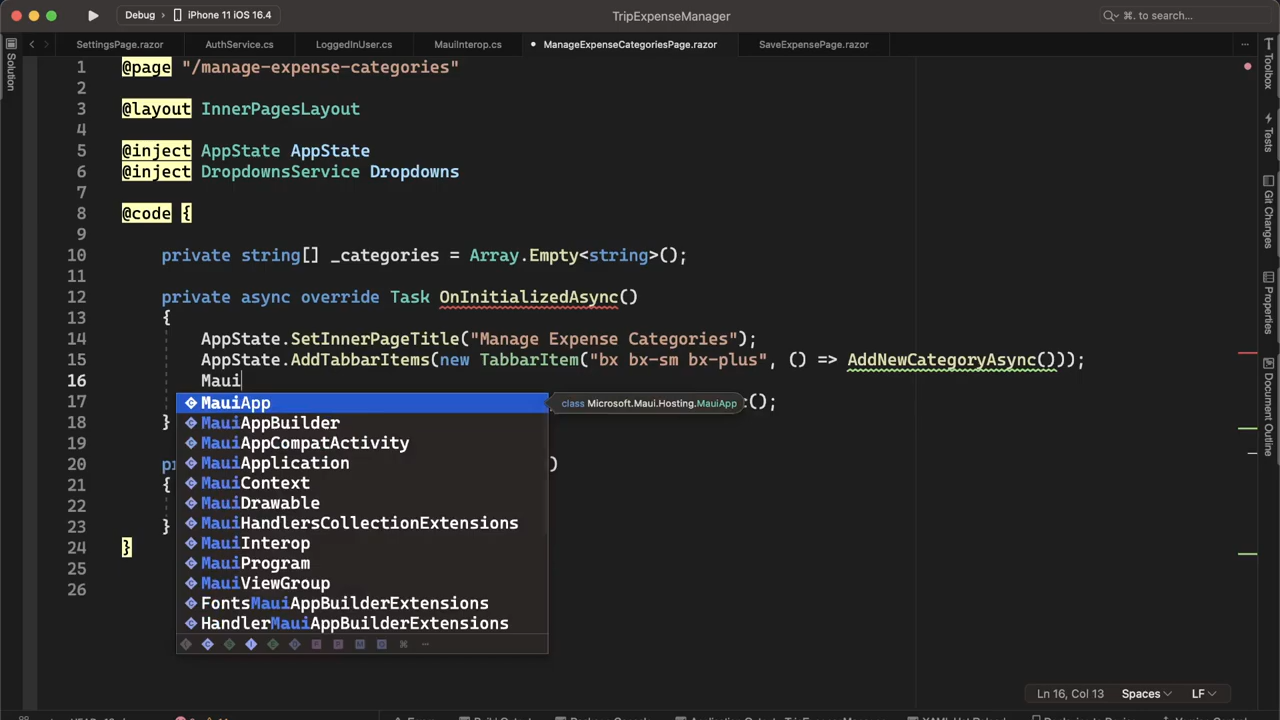 Debug > iPhone 11 iOS 16.4
TripExpenseManager
⌘. to search...
SettingsPage.razor
AuthService.cs
LoggedInUser.cs
MauiInterop.cs
ManageExpenseCategoriesPage.razor
SaveExpensePage.razor
Solution
1 @page "/manage-expense-categories"
2
3 @layout InnerPagesLayout
4
5 @inject AppState AppState
6 @inject DropdownsService Dropdowns
7
8 @code {
9
10 private string[] _categories = Array.Empty<string>();
11
12 private async override Task OnInitializedAsync()
13 {
14 AppState.SetInnerPageTitle("Manage Expense Categories");
15 AppState.AddTabbarItems(new TabbarItem("bx bx-sm bx-plus", () => AddNewCategoryAsync()));
16 Maui
17 ();
18 }
19
20 )
21 {
22
23 }
24 }
25
26
MauiApp
class Microsoft.Maui.Hosting.MauiApp
MauiAppBuilder
MauiAppCompatActivity
MauiApplication
MauiContext
MauiDrawable
MauiHandlersCollectionExtensions
MauiInterop
MauiProgram
MauiViewGroup
FontsMauiAppBuilderExtensions
HandlerMauiAppBuilderExtensions
Toolbox
Tests
Git Changes
Properties
Document Outline
Ln 16, Col 13
Spaces
LF